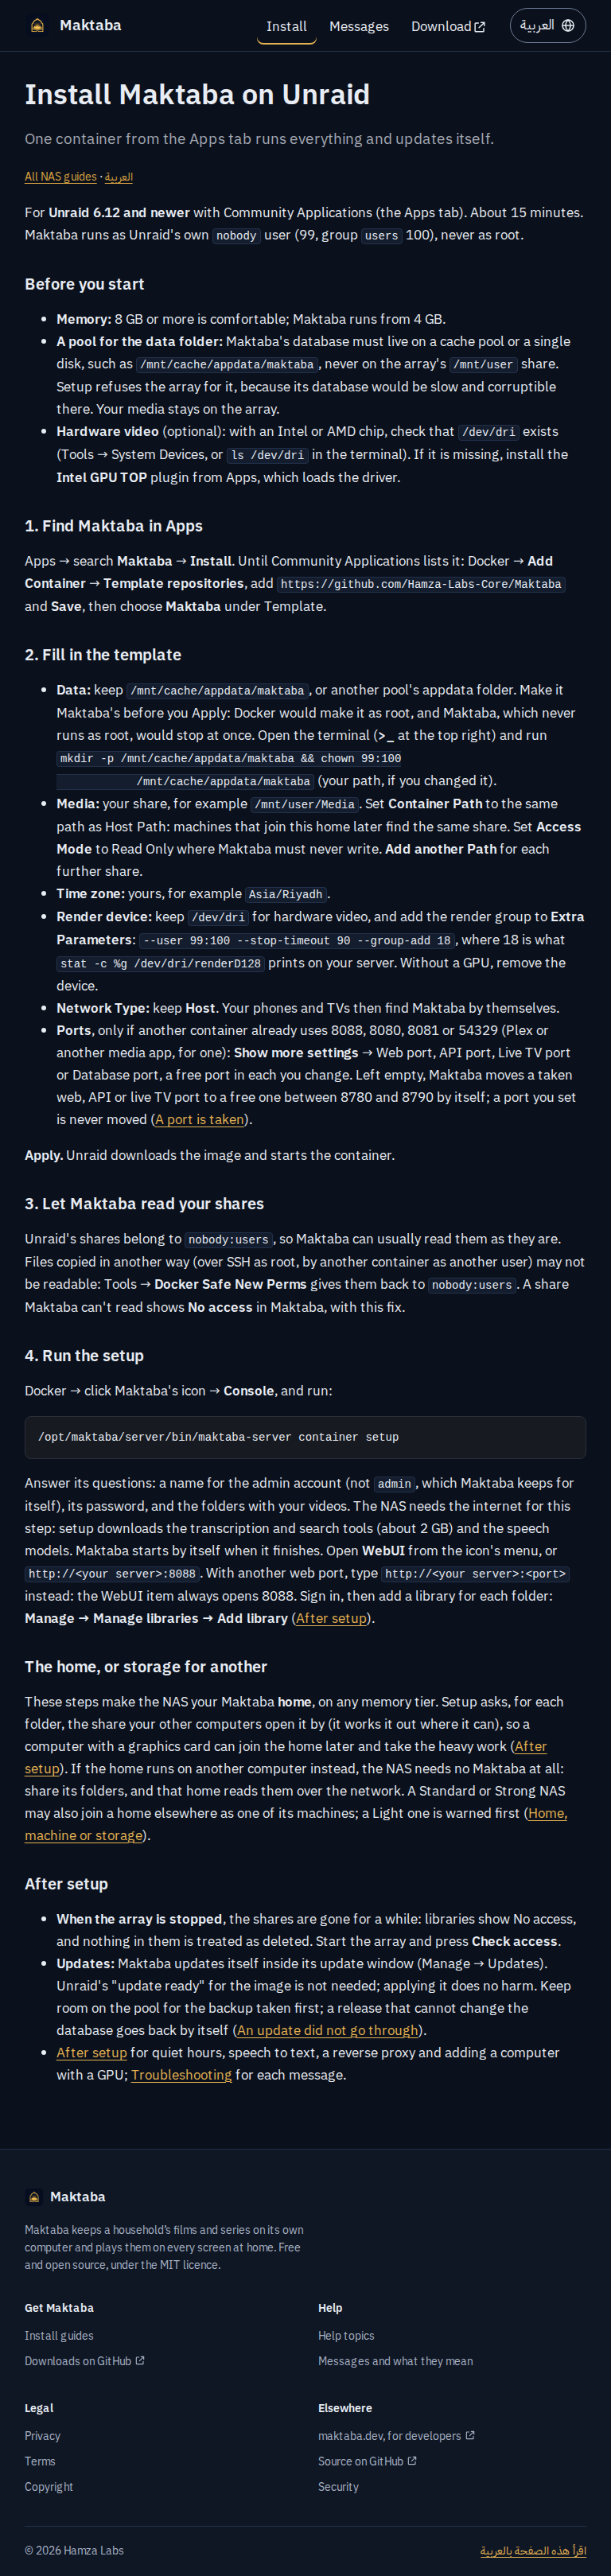 Maktaba
Install
Messages
Download
العربية
Install Maktaba on Unraid
One container from the Apps tab runs everything and updates itself.
All NAS guides · العربية
For Unraid 6.12 and newer with Community Applications (the Apps tab). About 15 minutes.
Maktaba runs as Unraid's own nobody user (99, group users 100), never as root.
Before you start
• Memory: 8 GB or more is comfortable; Maktaba runs from 4 GB.
• A pool for the data folder: Maktaba's database must live on a cache pool or a single
disk, such as /mnt/cache/appdata/maktaba, never on the array's /mnt/user share.
Setup refuses the array for it, because its database would be slow and corruptible
there. Your media stays on the array.
• Hardware video (optional): with an Intel or AMD chip, check that /dev/dri exists
(Tools → System Devices, or ls /dev/dri in the terminal). If it is missing, install the
Intel GPU TOP plugin from Apps, which loads the driver.
1. Find Maktaba in Apps
Apps → search Maktaba → Install. Until Community Applications lists it: Docker → Add
Container → Template repositories, add https://github.com/Hamza-Labs-Core/Maktaba
and Save, then choose Maktaba under Template.
2. Fill in the template
• Data: keep /mnt/cache/appdata/maktaba, or another pool's appdata folder. Make it
Maktaba's before you Apply: Docker would make it as root, and Maktaba, which never
runs as root, would stop at once. Open the terminal (>_ at the top right) and run
mkdir -p /mnt/cache/appdata/maktaba && chown 99:100
/mnt/cache/appdata/maktaba (your path, if you changed it).
• Media: your share, for example /mnt/user/Media. Set Container Path to the same
path as Host Path: machines that join this home later find the same share. Set Access
Mode to Read Only where Maktaba must never write. Add another Path for each
further share.
• Time zone: yours, for example Asia/Riyadh.
• Render device: keep /dev/dri for hardware video, and add the render group to Extra
Parameters: --user 99:100 --stop-timeout 90 --group-add 18, where 18 is what
stat -c %g /dev/dri/renderD128 prints on your server. Without a GPU, remove the
device.
• Network Type: keep Host. Your phones and TVs then find Maktaba by themselves.
• Ports, only if another container already uses 8088, 8080, 8081 or 54329 (Plex or
another media app, for one): Show more settings → Web port, API port, Live TV port
or Database port, a free port in each you change. Left empty, Maktaba moves a taken
web, API or live TV port to a free one between 8780 and 8790 by itself; a port you set
is never moved (A port is taken).
Apply. Unraid downloads the image and starts the container.
3. Let Maktaba read your shares
Unraid's shares belong to nobody:users, so Maktaba can usually read them as they are.
Files copied in another way (over SSH as root, by another container as another user) may not
be readable: Tools → Docker Safe New Perms gives them back to nobody:users. A share
Maktaba can't read shows No access in Maktaba, with this fix.
4. Run the setup
Docker → click Maktaba's icon → Console, and run:
/opt/maktaba/server/bin/maktaba-server container setup
Answer its questions: a name for the admin account (not admin, which Maktaba keeps for
itself), its password, and the folders with your videos. The NAS needs the internet for this
step: setup downloads the transcription and search tools (about 2 GB) and the speech
models. Maktaba starts by itself when it finishes. Open WebUI from the icon's menu, or
http://<your server>:8088. With another web port, type http://<your server>:<port>
instead: the WebUI item always opens 8088. Sign in, then add a library for each folder:
Manage → Manage libraries → Add library (After setup).
The home, or storage for another
These steps make the NAS your Maktaba home, on any memory tier. Setup asks, for each
folder, the share your other computers open it by (it works it out where it can), so a
computer with a graphics card can join the home later and take the heavy work (After
setup). If the home runs on another computer instead, the NAS needs no Maktaba at all:
share its folders, and that home reads them over the network. A Standard or Strong NAS
may also join a home elsewhere as one of its machines; a Light one is warned first (Home,
machine or storage).
After setup
• When the array is stopped, the shares are gone for a while: libraries show No access,
and nothing in them is treated as deleted. Start the array and press Check access.
• Updates: Maktaba updates itself inside its update window (Manage → Updates).
Unraid's "update ready" for the image is not needed; applying it does no harm. Keep
room on the pool for the backup taken first; a release that cannot change the
database goes back by itself (An update did not go through).
• After setup for quiet hours, speech to text, a reverse proxy and adding a computer
with a GPU; Troubleshooting for each message.
Maktaba
Maktaba keeps a household's films and series on its own
computer and plays them on every screen at home. Free
and open source, under the MIT licence.
Get Maktaba
Install guides
Downloads on GitHub
Help
Help topics
Messages and what they mean
Legal
Privacy
Terms
Copyright
Elsewhere
maktaba.dev, for developers
Source on GitHub
Security
© 2026 Hamza Labs
اقرأ هذه الصفحة بالعربية